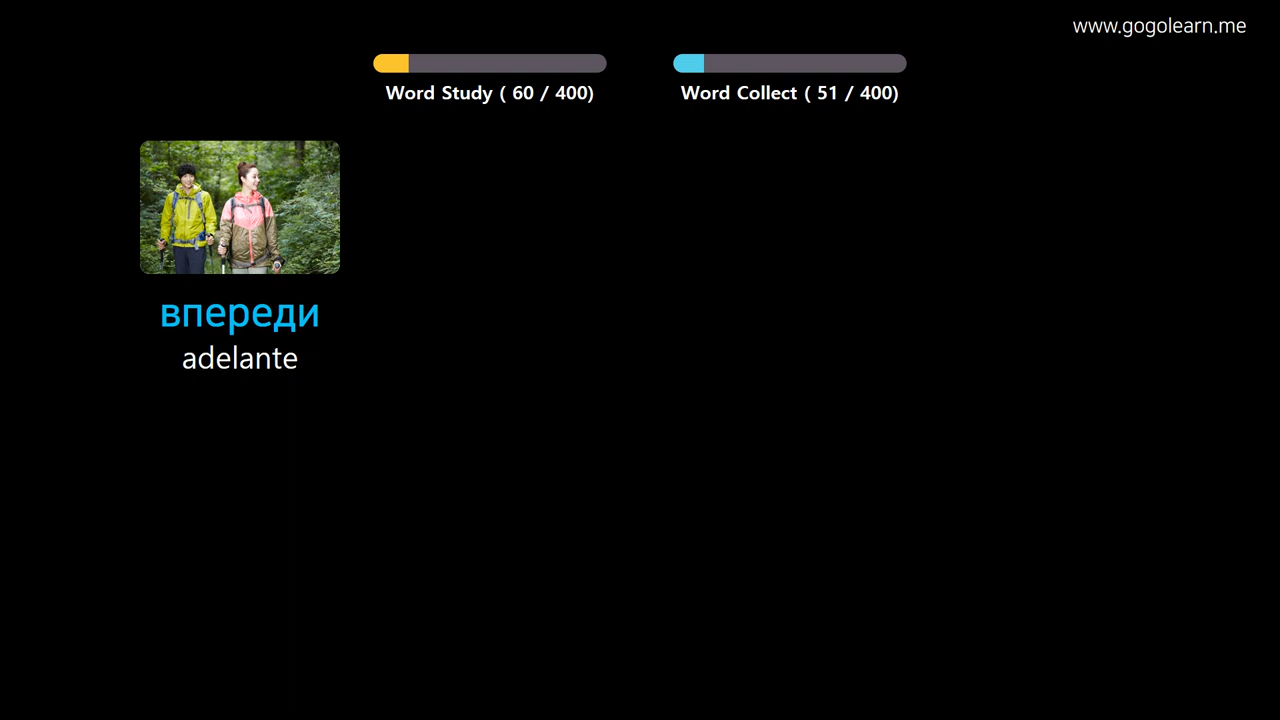 www.gogolearn.me
Word Study ( 60 / 400)
Word Collect ( 51 / 400)
впереди
adelante